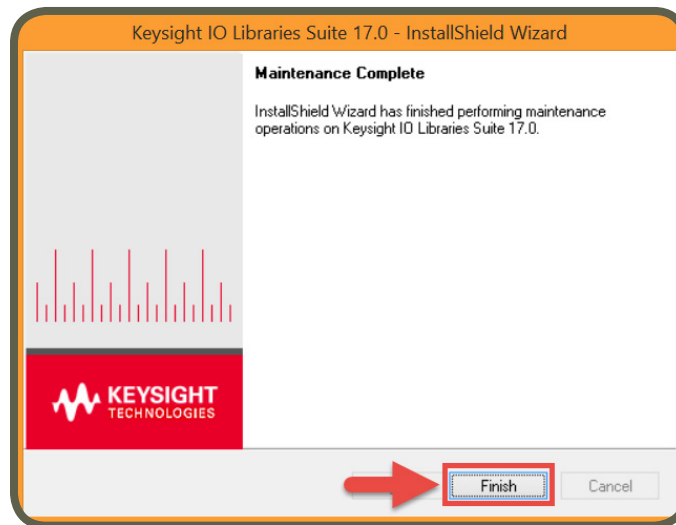 Keysight IO Libraries Suite 17.0 - InstallShield Wizard
Maintenance Complete
InstallShield Wizard has finished performing maintenance
operations on Keysight IO Libraries Suite 17.0.
KEYSIGHT
TECHNOLOGIES
Finish
Cancel